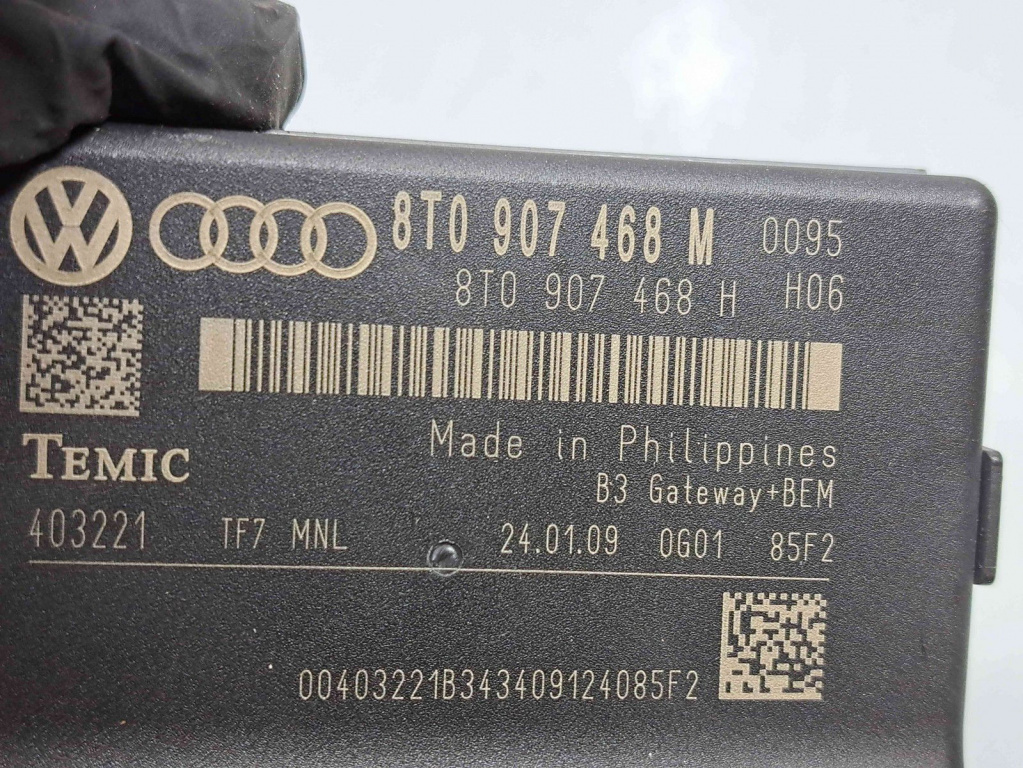 8T0 907 468 M 0095
8T0 907 468 H H06
TEMIC
Made in Philippines
B3 Gateway+BEM
403221 TF7 MNL 24.01.09 0G01 85F2
00403221B343409124085F2